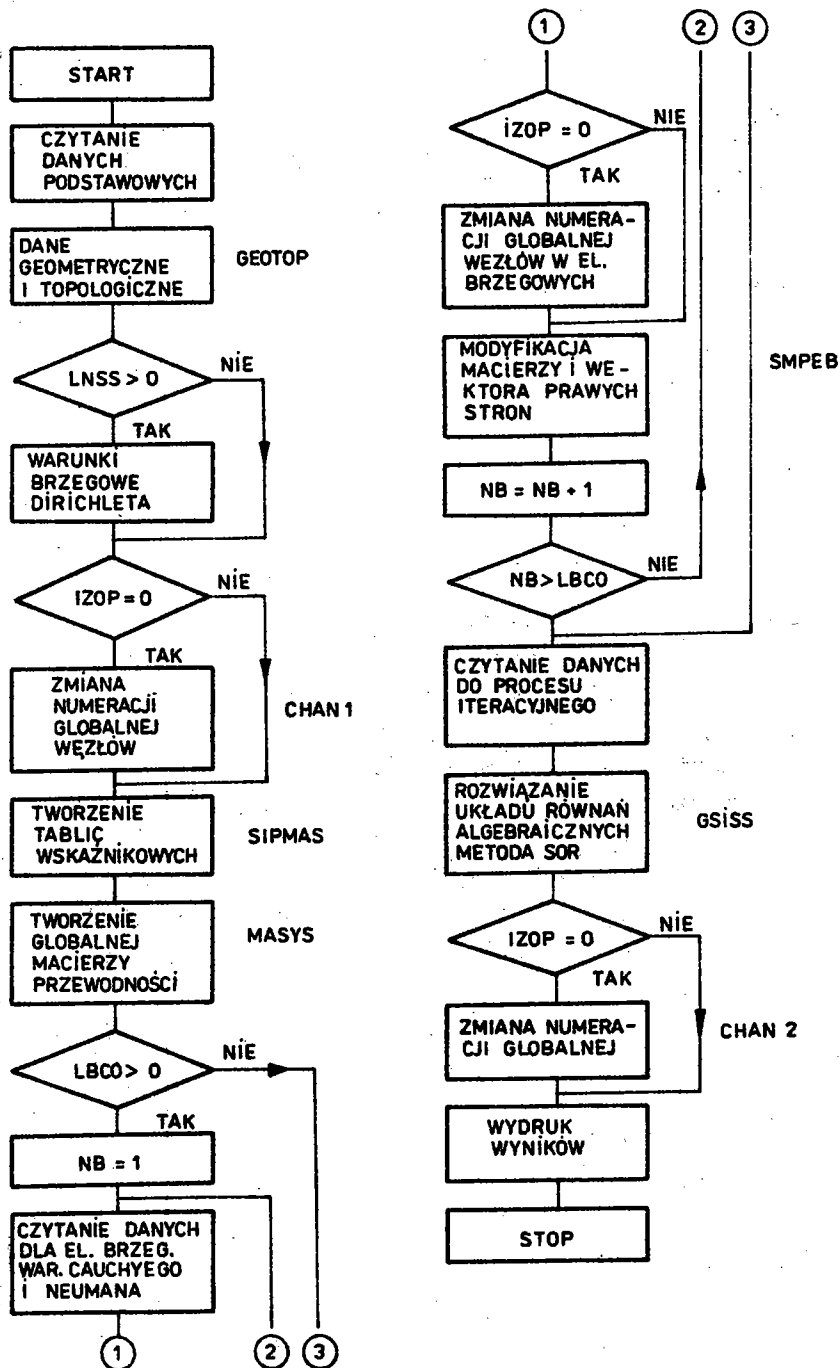 START
CZYTANIE
DANYCH
PODSTAWOWYCH
DANE
GEOMETRYCZNE
I TOPOLOGICZNE
GEOTOP
LNSS > 0
NIE
TAK
WARUNKI
BRZEGOWE
DIRICHLETA
IZOP = 0
NIE
TAK
ZMIANA
NUMERACJI
GLOBALNEJ
WĘZŁÓW
CHAN 1
TWORZENIE
TABLIC
WSKAŹNIKOWYCH
SIPMAS
TWORZENIE
GLOBALNEJ
MACIERZY
PRZEWODNOŚCI
MASYS
LBCO > 0
NIE
TAK
NB = 1
CZYTANIE DANYCH
DLA EL. BRZEG.
WAR. CAUCHYEGO
I NEUMANA
1
2
3
1
2
3
IZOP = 0
NIE
TAK
ZMIANA NUMERA-
CJI GLOBALNEJ
WEZŁÓW W EL.
BRZEGOWYCH
MODYFIKACJA
MACIERZY I WE-
KTORA PRAWYCH
STRON
SMPEB
NB = NB + 1
NB > LBCO
NIE
CZYTANIE DANYCH
DO PROCESU
ITERACYJNEGO
ROZWIĄZANIE
UKŁADU RÓWNAŃ
ALGEBRAICZNYCH
METODA SOR
GSISS
IZOP = 0
NIE
TAK
ZMIANA NUMERA-
CJI GLOBALNEJ
CHAN 2
WYDRUK
WYNIKÓW
STOP